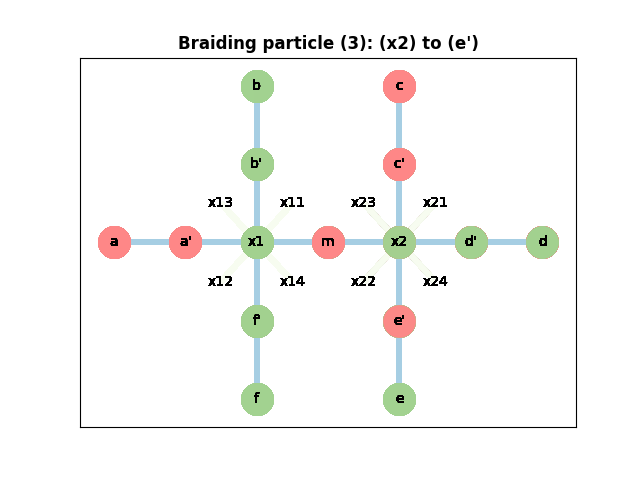 Braiding particle (3): (x2) to (e')
b
c
b'
c'
x13
x11
x23
x21
a
a'
x1
m
x2
d'
d
x12
x14
x22
x24
f'
e'
f
e